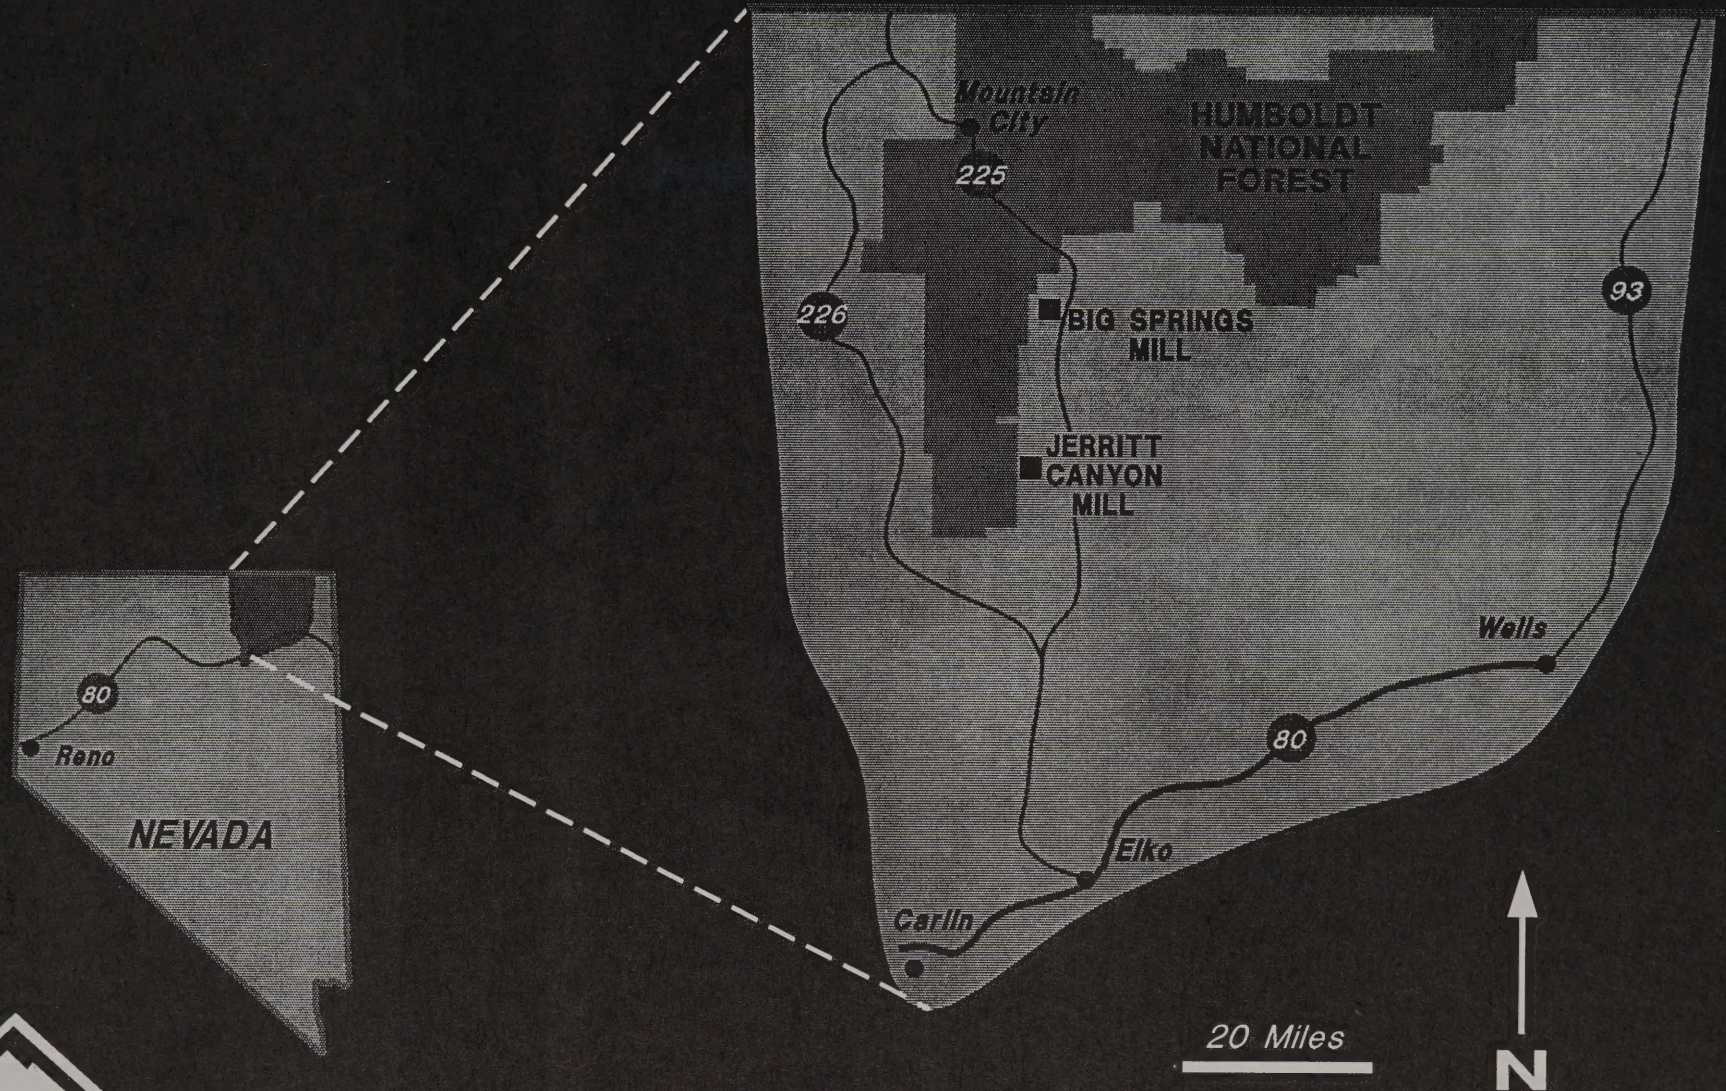 Mountain
City
HUMBOLDT
NATIONAL
FOREST
225
93
226
BIG SPRINGS
MILL
JERRITT
CANYON
MILL
Wells
80
80
Reno
NEVADA
Elko
Carlin
20 Miles
N